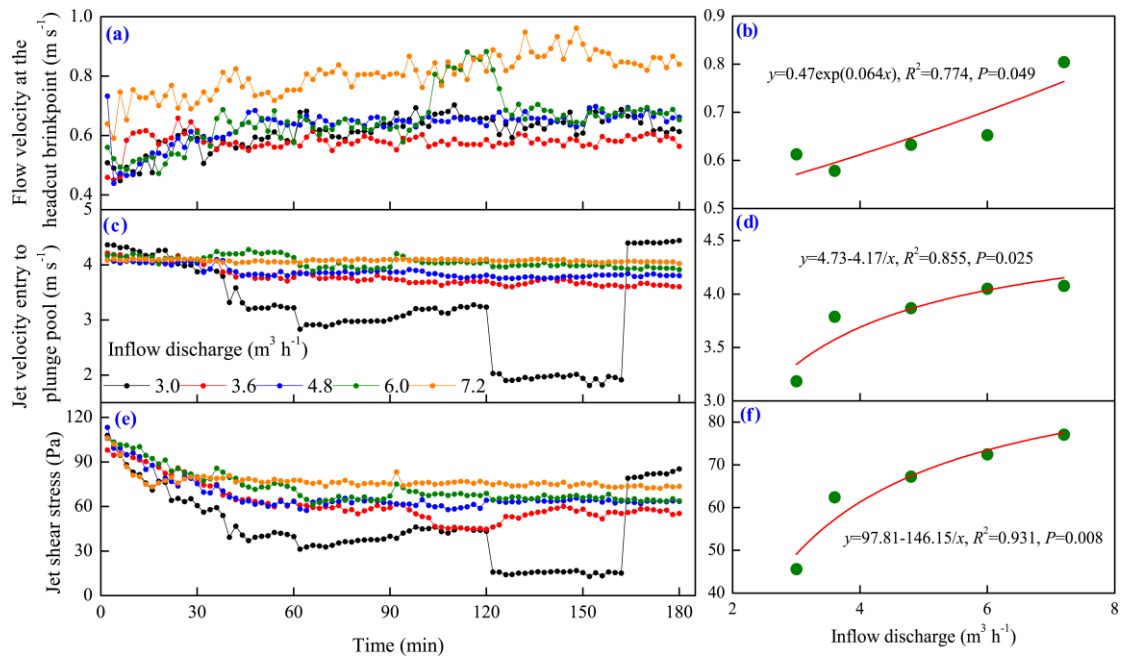 Flow velocity at the
headcut brinkpoint (m s⁻¹)
1.0
0.8
0.6
0.4
(a)
0.9
0.8
0.7
0.6
0.5
(b)
y=0.47exp(0.064x), R²=0.774, P=0.049
Jet velocity entry to
plunge pool (m s⁻¹)
5
4
3
2
(c)
Inflow discharge (m³ h⁻¹)
3.0 3.6 4.8 6.0 7.2
4.5
4.0
3.5
3.0
(d)
y=4.73-4.17/x, R²=0.855, P=0.025
Jet shear stress (Pa)
120
90
60
30
0
(e)
0 30 60 90 120 150 180
Time (min)
80
70
60
50
40
(f)
y=97.81-146.15/x, R²=0.931, P=0.008
2 4 6 8
Inflow discharge (m³ h⁻¹)